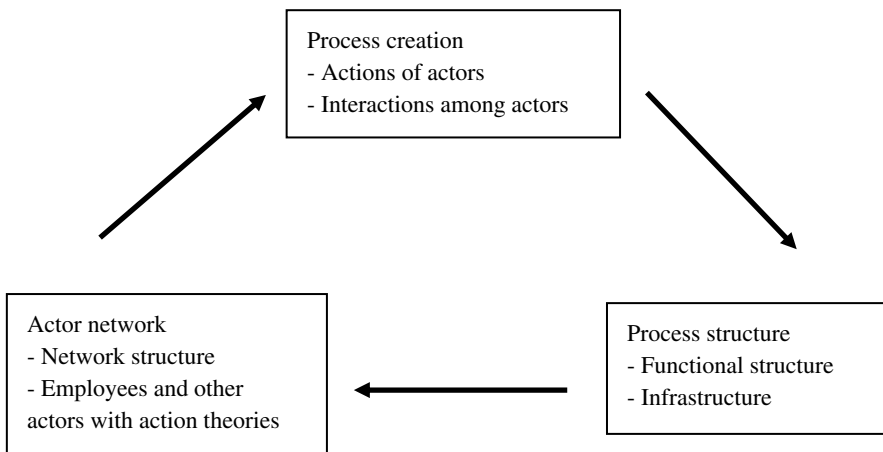 Process creation
- Actions of actors
- Interactions among actors
Actor network
- Network structure
- Employees and other
actors with action theories
Process structure
- Functional structure
- Infrastructure